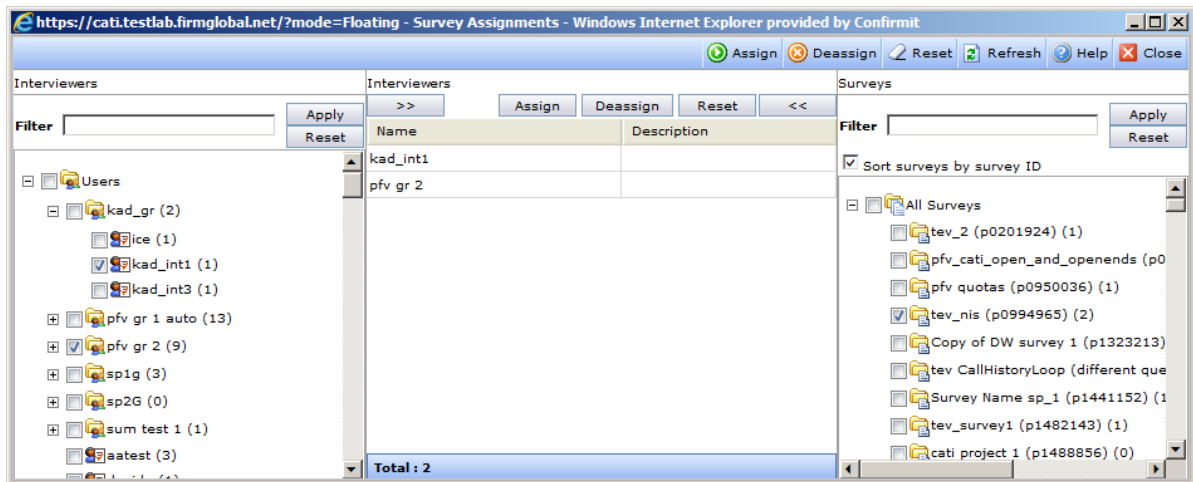 https://cati.testlab.firmglobal.net/?mode=Floating - Survey Assignments - Windows Internet Explorer provided by Confirmit
Assign Deassign Reset Refresh Help Close
Interviewers
Filter
Apply
Reset
Users
kad_gr (2)
ice (1)
kad_int1 (1)
kad_int3 (1)
pfv gr 1 auto (13)
pfv gr 2 (9)
sp1g (3)
sp2G (0)
sum test 1 (1)
aatest (3)
Interviewers
>> Assign Deassign Reset <<
Name Description
kad_int1
pfv gr 2
Total : 2
Surveys
Filter
Apply
Reset
Sort surveys by survey ID
All Surveys
tev_2 (p0201924) (1)
pfv_cati_open_and_openends (p0
pfv quotas (p0950036) (1)
tev_nis (p0994965) (2)
Copy of DW survey 1 (p1323213)
tev CallHistoryLoop (different que
Survey Name sp_1 (p1441152) (1
tev_survey1 (p1482143) (1)
cati project 1 (p1488856) (0)